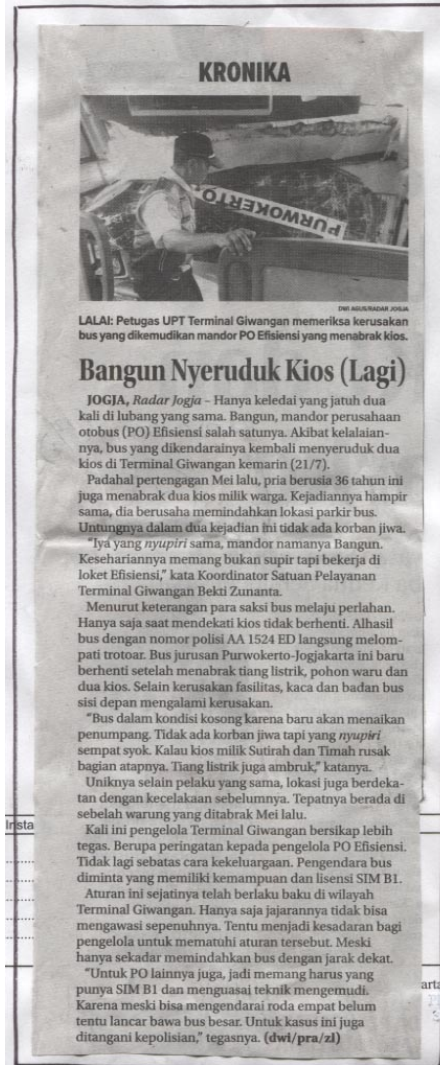 KRONIKA
PURWOKERTO
DWI AGUS/RADAR JOGJA
LALAI: Petugas UPT Terminal Giwangan memeriksa kerusakan
bus yang dikemudikan mandor PO Efisiensi yang menabrak kios.
Bangun Nyeruduk Kios (Lagi)
JOGJA, Radar Jogja – Hanya keledai yang jatuh dua
kali di lubang yang sama. Bangun, mandor perusahaan
otobus (PO) Efisiensi salah satunya. Akibat kelalaian-
nya, bus yang dikendarainya kembali menyeruduk dua
kios di Terminal Giwangan kemarin (21/7).
Padahal pertengagan Mei lalu, pria berusia 36 tahun ini
juga menabrak dua kios milik warga. Kejadiannya hampir
sama, dia berusaha memindahkan lokasi parkir bus.
Untungnya dalam dua kejadian ini tidak ada korban jiwa.
"Iya yang nyupiri sama, mandor namanya Bangun.
Kesehariannya memang bukan supir tapi bekerja di
loket Efisiensi," kata Koordinator Satuan Pelayanan
Terminal Giwangan Bekti Zunanta.
Menurut keterangan para saksi bus melaju perlahan.
Hanya saja saat mendekati kios tidak berhenti. Alhasil
bus dengan nomor polisi AA 1524 ED langsung melom-
pati trotoar. Bus jurusan Purwokerto-Jogjakarta ini baru
berhenti setelah menabrak tiang listrik, pohon waru dan
dua kios. Selain kerusakan fasilitas, kaca dan badan bus
sisi depan mengalami kerusakan.
"Bus dalam kondisi kosong karena baru akan menaikan
penumpang. Tidak ada korban jiwa tapi yang nyupiri
sempat syok. Kalau kios milik Sutirah dan Timah rusak
bagian atapnya. Tiang listrik juga ambruk," katanya.
Uniknya selain pelaku yang sama, lokasi juga berdeka-
tan dengan kecelakaan sebelumnya. Tepatnya berada di
sebelah warung yang ditabrak Mei lalu.
Kali ini pengelola Terminal Giwangan bersikap lebih
tegas. Berupa peringatan kepada pengelola PO Efisiensi.
Tidak lagi sebatas cara kekeluargaan. Pengendara bus
diminta yang memiliki kemampuan dan lisensi SIM B1.
Aturan ini sejatinya telah berlaku baku di wilayah
Terminal Giwangan. Hanya saja jajarannya tidak bisa
mengawasi sepenuhnya. Tentu menjadi kesadaran bagi
pengelola untuk mematuhi aturan tersebut. Meski
hanya sekadar memindahkan bus dengan jarak dekat.
"Untuk PO lainnya juga, jadi memang harus yang
punya SIM B1 dan menguasai teknik mengemudi.
Karena meski bisa mengendarai roda empat belum
tentu lancar bawa bus besar. Untuk kasus ini juga
ditangani kepolisian," tegasnya. (dwi/pra/zl)